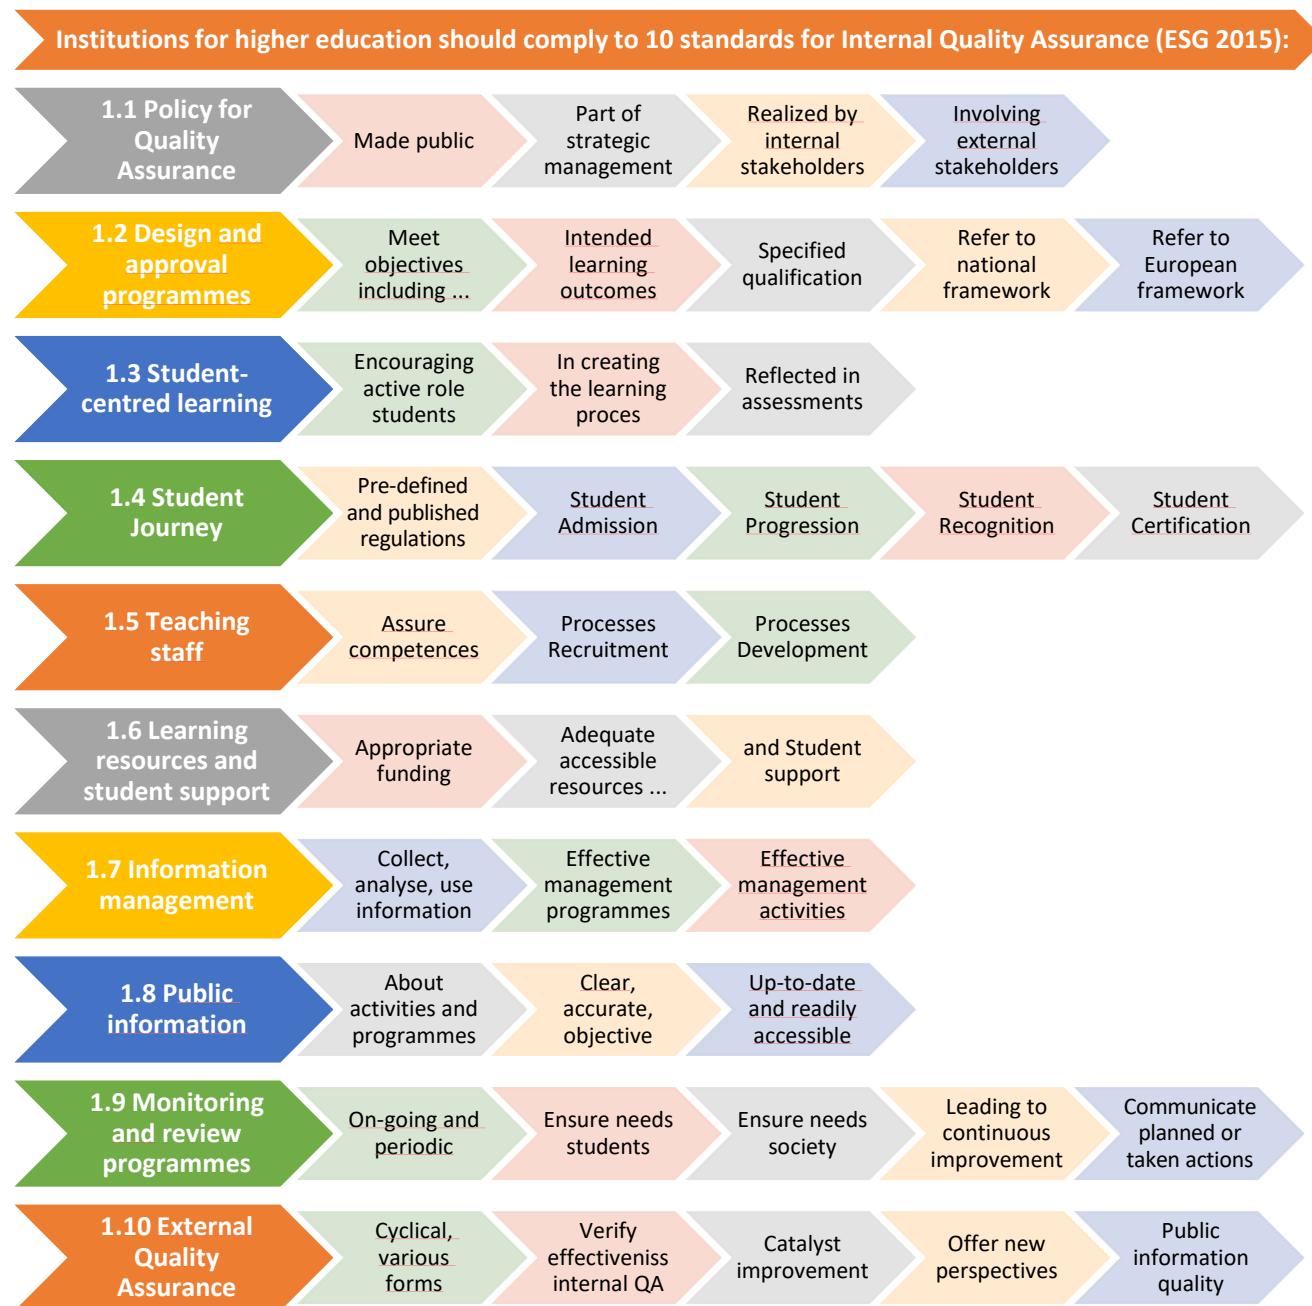 Institutions for higher education should comply to 10 standards for Internal Quality Assurance (ESG 2015):
1.1 Policy for
Quality
Assurance
Made public
Part of
strategic
management
Realized by
internal
stakeholders
Involving
external
stakeholders
1.2 Design and
approval
programmes
Meet
objectives
including ...
Intended
learning
outcomes
Specified
qualification
Refer to
national
framework
Refer to
European
framework
1.3 Student-
centred learning
Encouraging
active role
students
In creating
the learning
proces
Reflected in
assessments
1.4 Student
Journey
Pre-defined
and published
regulations
Student
Admission
Student
Progression
Student
Recognition
Student
Certification
1.5 Teaching
staff
Assure
competences
Processes
Recruitment
Processes
Development
1.6 Learning
resources and
student support
Appropriate
funding
Adequate
accessible
resources ...
and Student
support
1.7 Information
management
Collect,
analyse, use
information
Effective
management
programmes
Effective
management
activities
1.8 Public
information
About
activities and
programmes
Clear,
accurate,
objective
Up-to-date
and readily
accessible
1.9 Monitoring
and review
programmes
On-going and
periodic
Ensure needs
students
Ensure needs
society
Leading to
continuous
improvement
Communicate
planned or
taken actions
1.10 External
Quality
Assurance
Cyclical,
various
forms
Verify
effectiveniss
internal QA
Catalyst
improvement
Offer new
perspectives
Public
information
quality